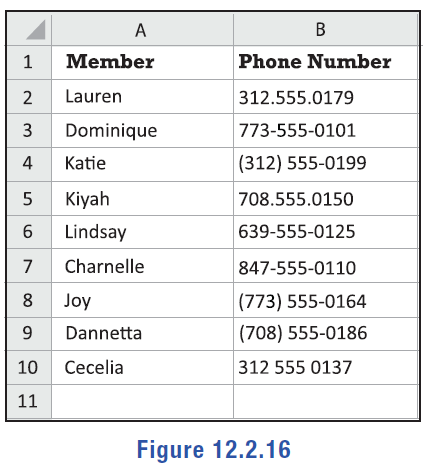 A B
1 Member Phone Number
2 Lauren 312.555.0179
3 Dominique 773-555-0101
4 Katie (312) 555-0199
5 Kiyah 708.555.0150
6 Lindsay 639-555-0125
7 Charnelle 847-555-0110
8 Joy (773) 555-0164
9 Dannetta (708) 555-0186
10 Cecelia 312 555 0137
11
Figure 12.2.16